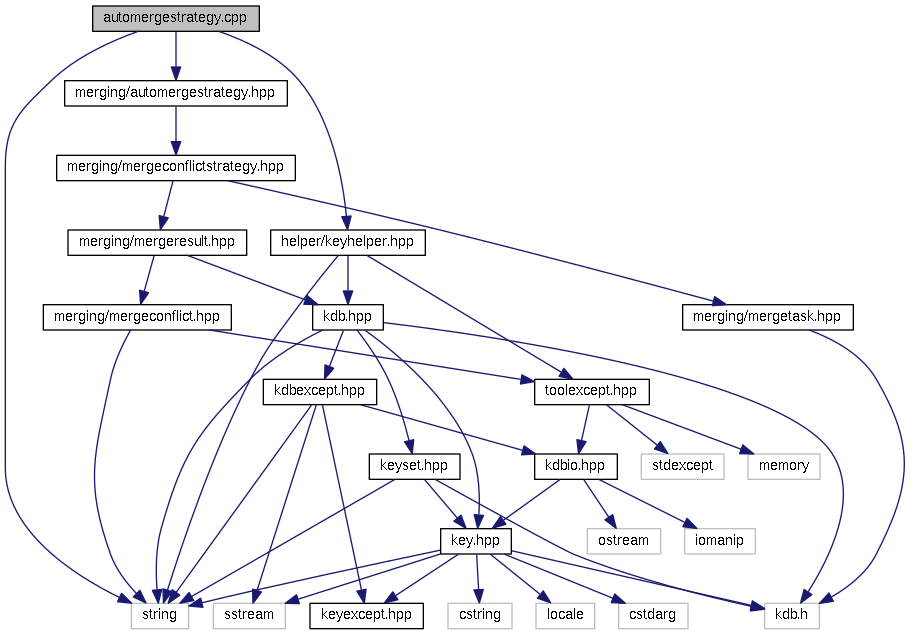 automergestrategy.cpp
merging/automergestrategy.hpp
merging/mergeconflictstrategy.hpp
merging/mergeresult.hpp
helper/keyhelper.hpp
merging/mergeconflict.hpp
kdb.hpp
merging/mergetask.hpp
kdbexcept.hpp
toolexcept.hpp
keyset.hpp
kdbio.hpp
stdexcept
memory
key.hpp
ostream
iomanip
string
sstream
keyexcept.hpp
cstring
locale
cstdarg
kdb.h